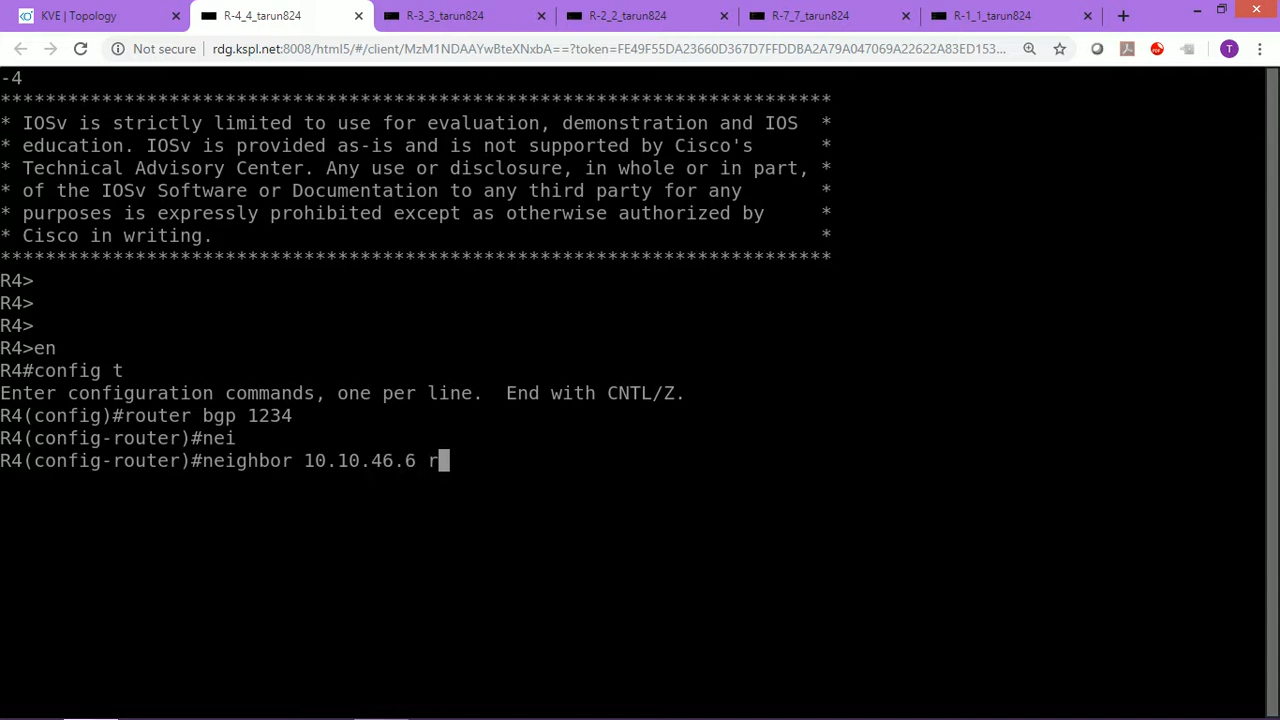 KVE | Topology
R-4_4_tarun824
R-3_3_tarun824
R-2_2_tarun824
R-7_7_tarun824
R-1_1_tarun824
Not secure
rdg.kspl.net:8008/html5/#/client/MzM1NDAAYwBteXNxbA==?token=FE49F55DA23660D367D7FFDDBA2A79A047069A22622A83ED153...
T
-4
**************************************************************************
* IOSv is strictly limited to use for evaluation, demonstration and IOS  *
* education. IOSv is provided as-is and is not supported by Cisco's      *
* Technical Advisory Center. Any use or disclosure, in whole or in part, *
* of the IOSv Software or Documentation to any third party for any       *
* purposes is expressly prohibited except as otherwise authorized by     *
* Cisco in writing.                                                      *
**************************************************************************
R4>
R4>
R4>
R4>en
R4#config t
Enter configuration commands, one per line.  End with CNTL/Z.
R4(config)#router bgp 1234
R4(config-router)#nei
R4(config-router)#neighbor 10.10.46.6 r